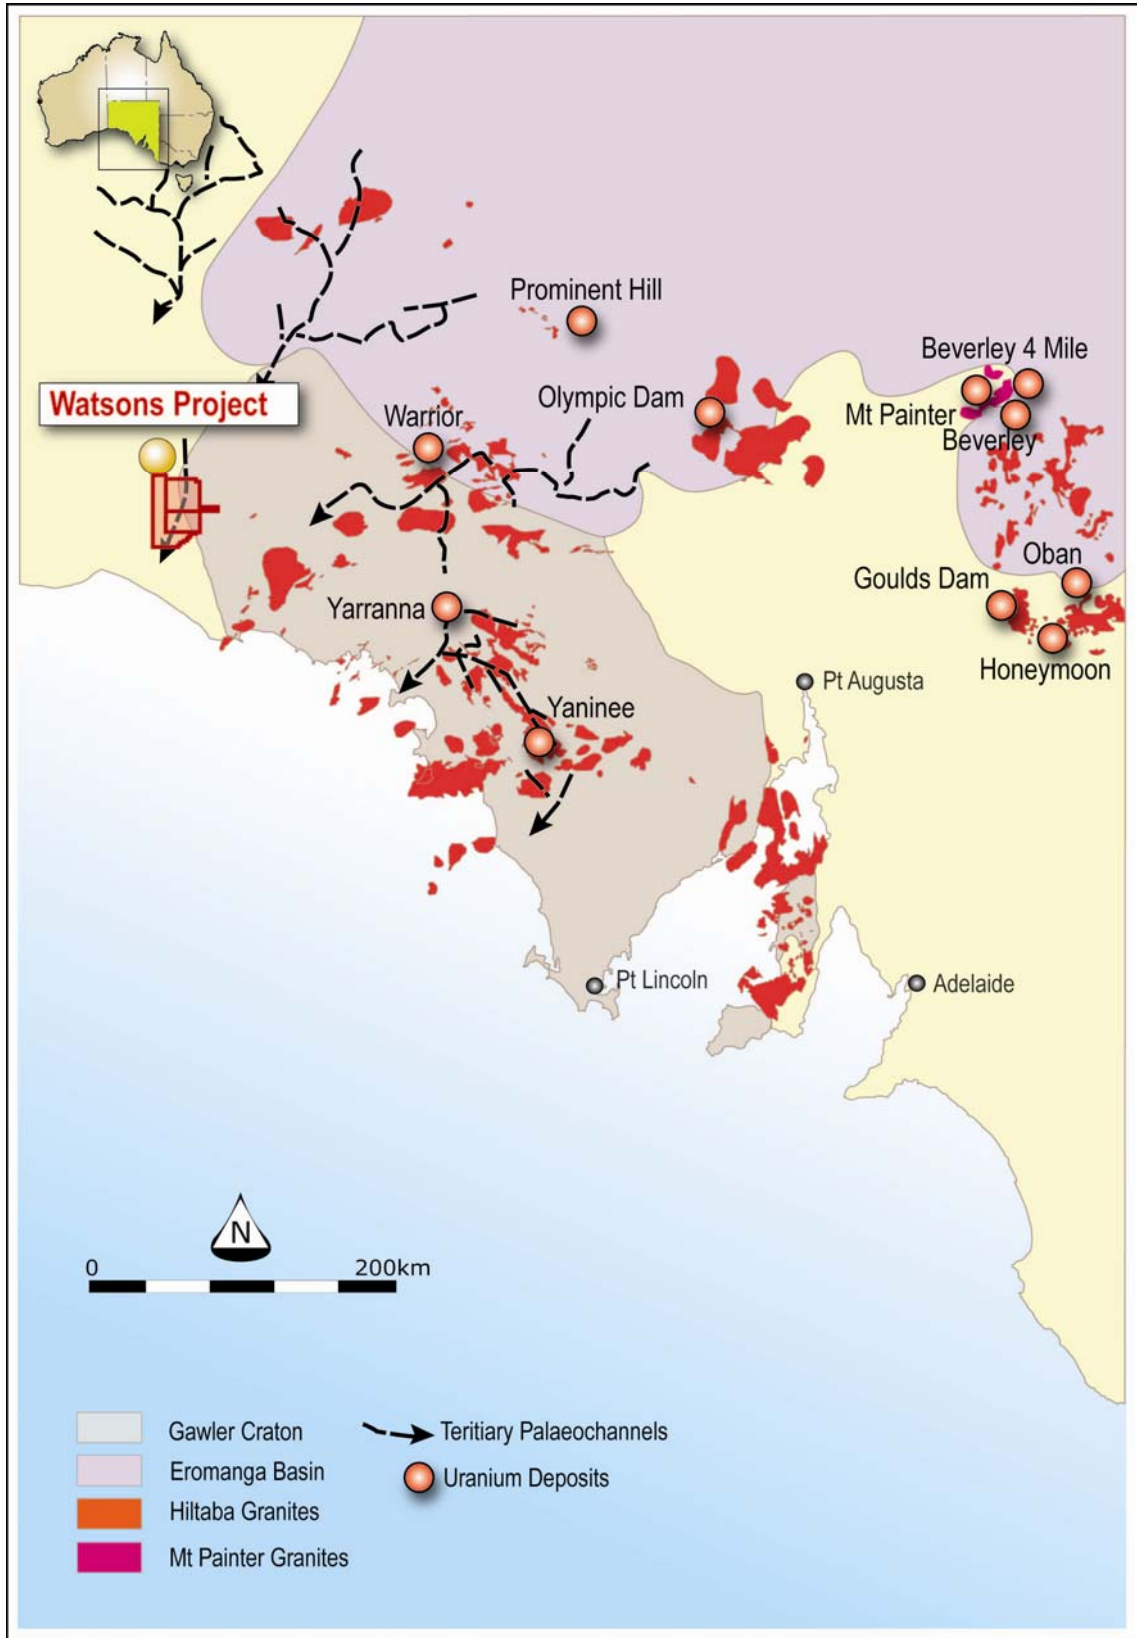 Prominent Hill
Beverley 4 Mile
Watsons Project
Warrior
Olympic Dam
Mt Painter
Beverley
Oban
Goulds Dam
Yarranna
Honeymoon
Pt Augusta
Yaninee
Pt Lincoln
Adelaide
N
0 200km
Gawler Craton
Teritiary Palaeochannels
Eromanga Basin
Uranium Deposits
Hiltaba Granites
Mt Painter Granites